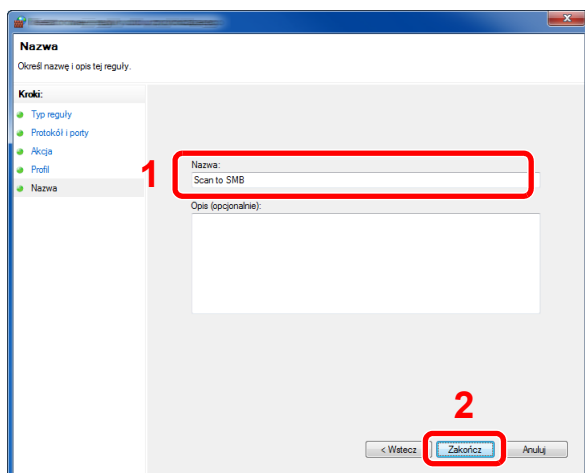 Nazwa
Określ nazwę i opis tej reguły.
Kroki:
Typ reguły
Protokół i porty
Akcja
Profil
Nazwa
1
Nazwa:
Scan to SMB
Opis (opcjonalnie):
2
< Wstecz
Zakończ
Anuluj